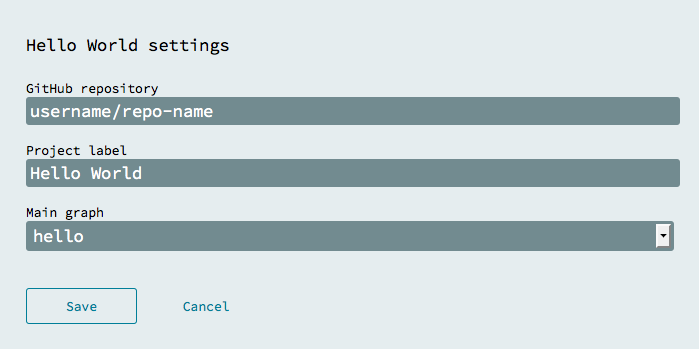 Hello World settings
GitHub repository
username/repo-name
Project label
Hello World
Main graph
hello
Save
Cancel